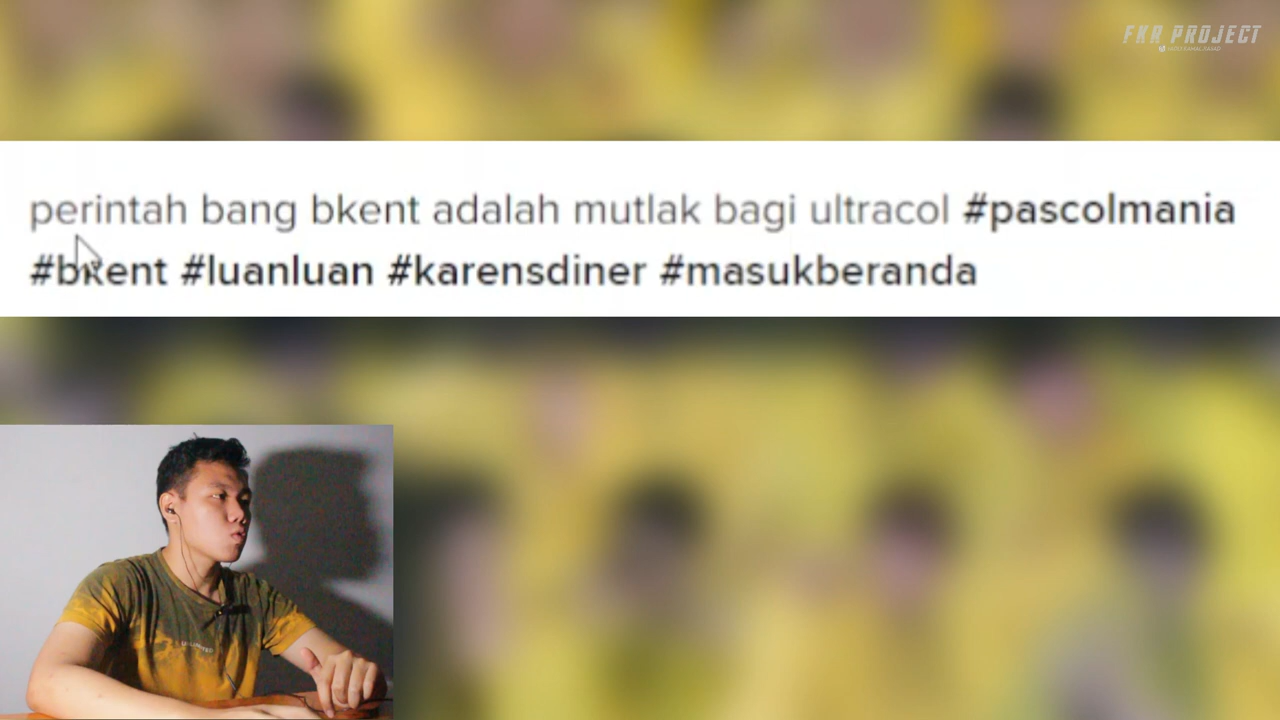 FKR PROJECT
perintah bang bkent adalah mutlak bagi ultracol #pascolmania
#bkent #luanluan #karensdiner #masukberanda